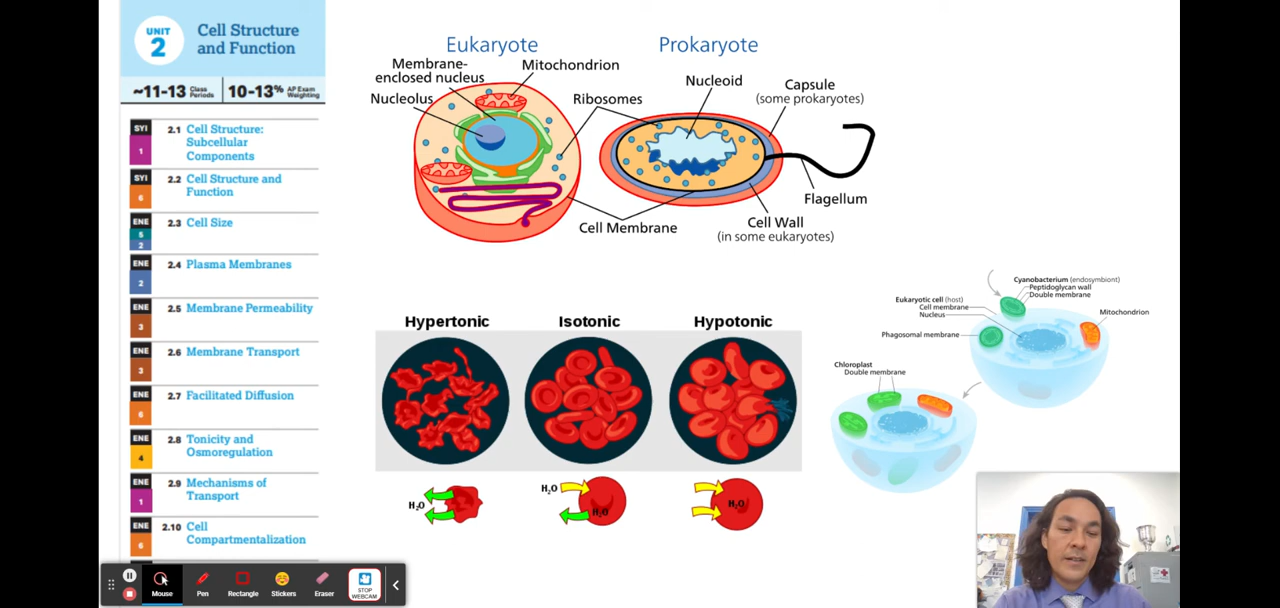 UNIT
2
Cell Structure
and Function
~11-13 Class Periods
10-13% AP Exam Weighting
SYI
1
2.1 Cell Structure:
Subcellular
Components
SYI
6
2.2 Cell Structure and
Function
ENE
5
2
2.3 Cell Size
ENE
2
2.4 Plasma Membranes
ENE
3
2.5 Membrane Permeability
ENE
3
2.6 Membrane Transport
ENE
6
2.7 Facilitated Diffusion
ENE
4
2.8 Tonicity and
Osmoregulation
ENE
1
2.9 Mechanisms of
Transport
ENE
6
2.10 Cell
Compartmentalization
Eukaryote
Prokaryote
Membrane-
enclosed nucleus
Mitochondrion
Nucleolus
Ribosomes
Nucleoid
Capsule
(some prokaryotes)
Flagellum
Cell Membrane
Cell Wall
(in some eukaryotes)
Hypertonic
Isotonic
Hypotonic
H₂O
H₂O
H₂O
H₂O
Cyanobacterium (endosymbiont)
Peptidoglycan wall
Double membrane
Eukaryotic cell (host)
Cell membrane
Nucleus
Mitochondrion
Phagosomal membrane
Chloroplast
Double membrane
Mouse
Pen
Rectangle
Stickers
Eraser
STOP
WEBCAM